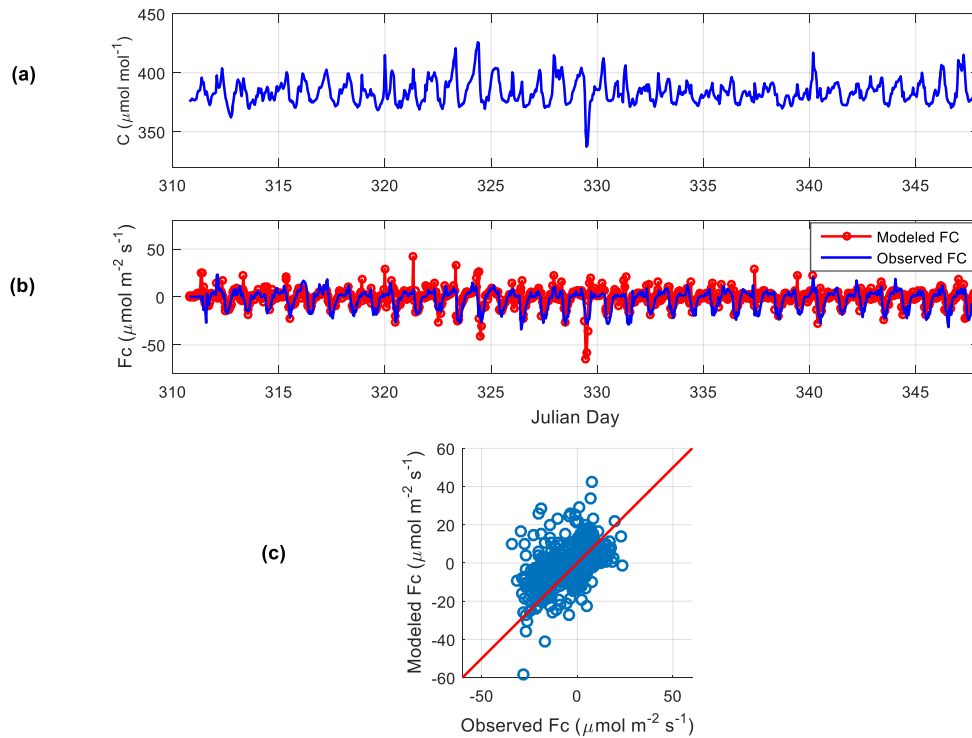 (a)
C (μmol mol⁻¹)
450
400
350
310 315 320 325 330 335 340 345
(b)
Fc (μmol m⁻² s⁻¹)
50
0
-50
Modeled FC
Observed FC
310 315 320 325 330 335 340 345
Julian Day
(c)
Modeled Fc (μmol m⁻² s⁻¹)
60
40
20
0
-20
-40
-60
-50 0 50
Observed Fc (μmol m⁻² s⁻¹)